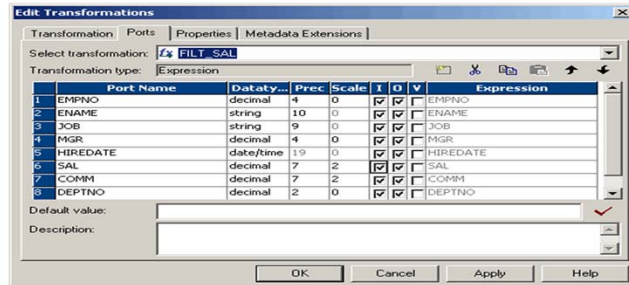 Edit Transformations
Transformation Ports Properties Metadata Extensions
Select transformation: fx FILT_SAL
Transformation type: Expression
Port Name Dataty... Prec Scale I O V Expression
1 EMPNO decimal 4 0 EMPNO
2 ENAME string 10 0 ENAME
3 JOB string 9 0 JOB
4 MGR decimal 4 0 MGR
5 HIREDATE date/time 19 0 HIREDATE
6 SAL decimal 7 2 SAL
7 COMM decimal 7 2 COMM
8 DEPTNO decimal 2 0 DEPTNO
Default value:
Description:
OK Cancel Apply Help